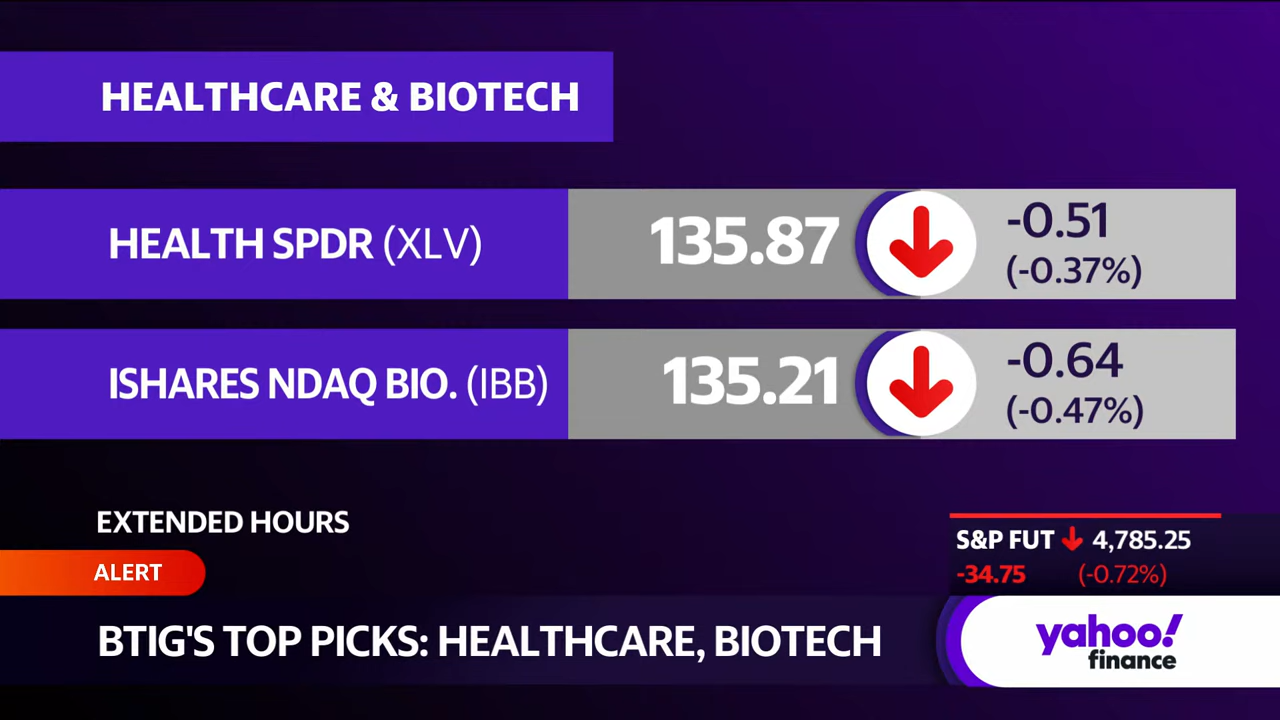 HEALTHCARE & BIOTECH
HEALTH SPDR (XLV) 135.87 -0.51
(-0.37%)
ISHARES NDAQ BIO. (IBB) 135.21 -0.64
(-0.47%)
EXTENDED HOURS
S&P FUT 4,785.25
-34.75 (-0.72%)
ALERT
BTIG'S TOP PICKS: HEALTHCARE, BIOTECH
yahoo!
finance